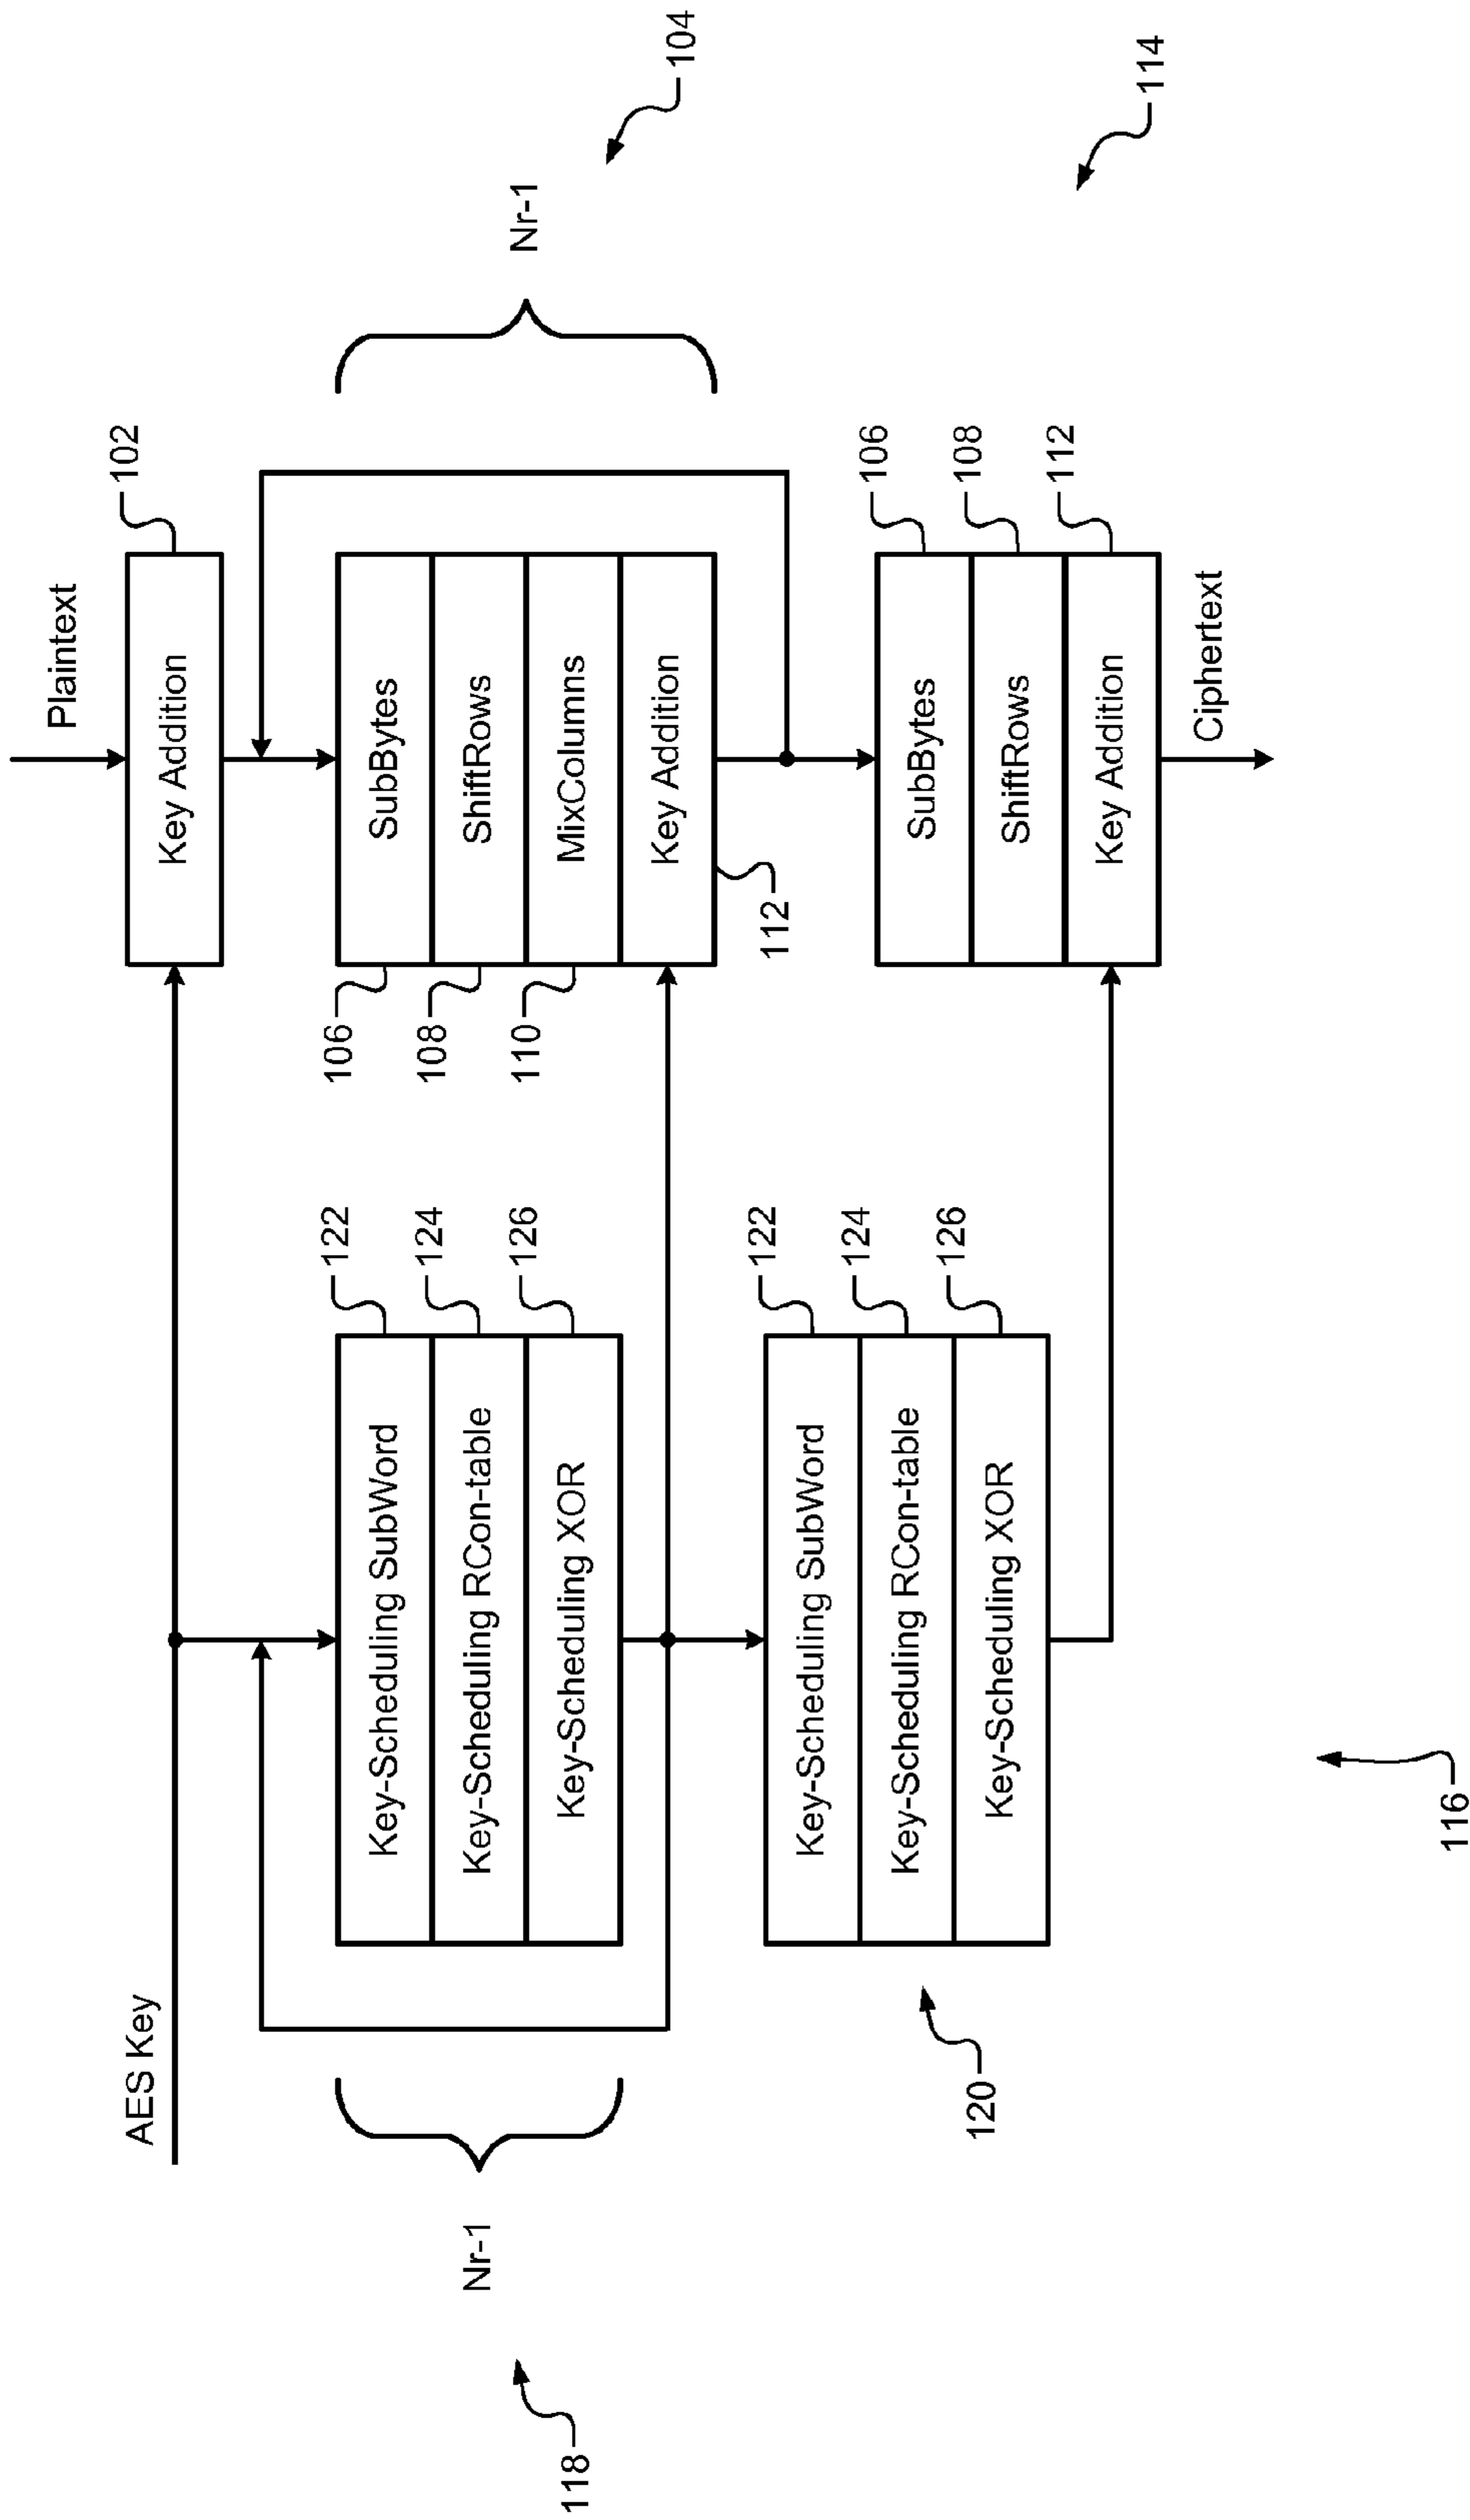 Plaintext
AES Key
Key Addition
102
Nr-1
104
106
SubBytes
108
ShiftRows
110
MixColumns
Key Addition
112
Nr-1
118
Key-Scheduling SubWord
122
Key-Scheduling RCon-table
124
Key-Scheduling XOR
126
Key-Scheduling SubWord
122
Key-Scheduling RCon-table
124
Key-Scheduling XOR
126
120
SubBytes
106
ShiftRows
108
Key Addition
112
Ciphertext
114
116